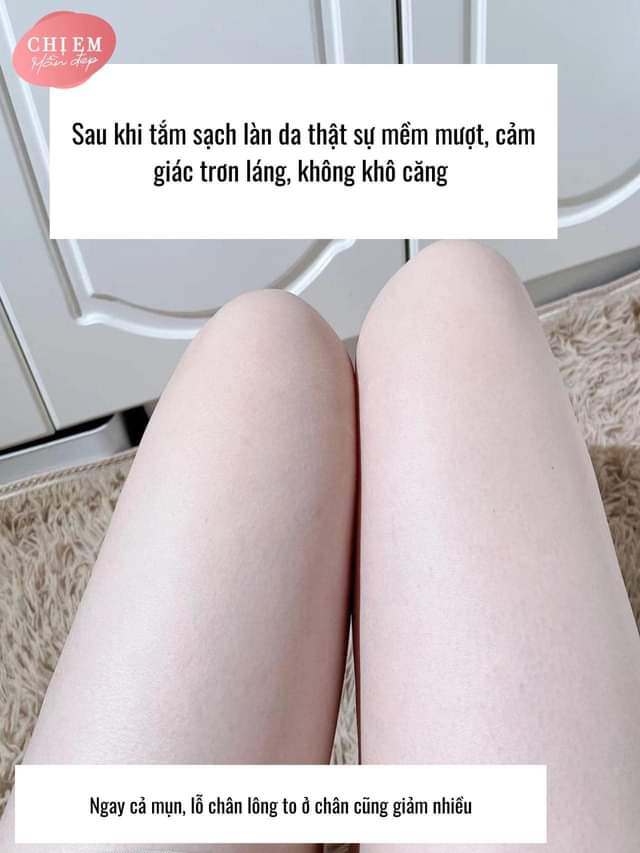 CHỊ EM
Mẫn đẹp
Sau khi tắm sạch làn da thật sự mềm mượt, cảm
giác trơn láng, không khô căng
Ngay cả mụn, lỗ chân lông to ở chân cũng giảm nhiều